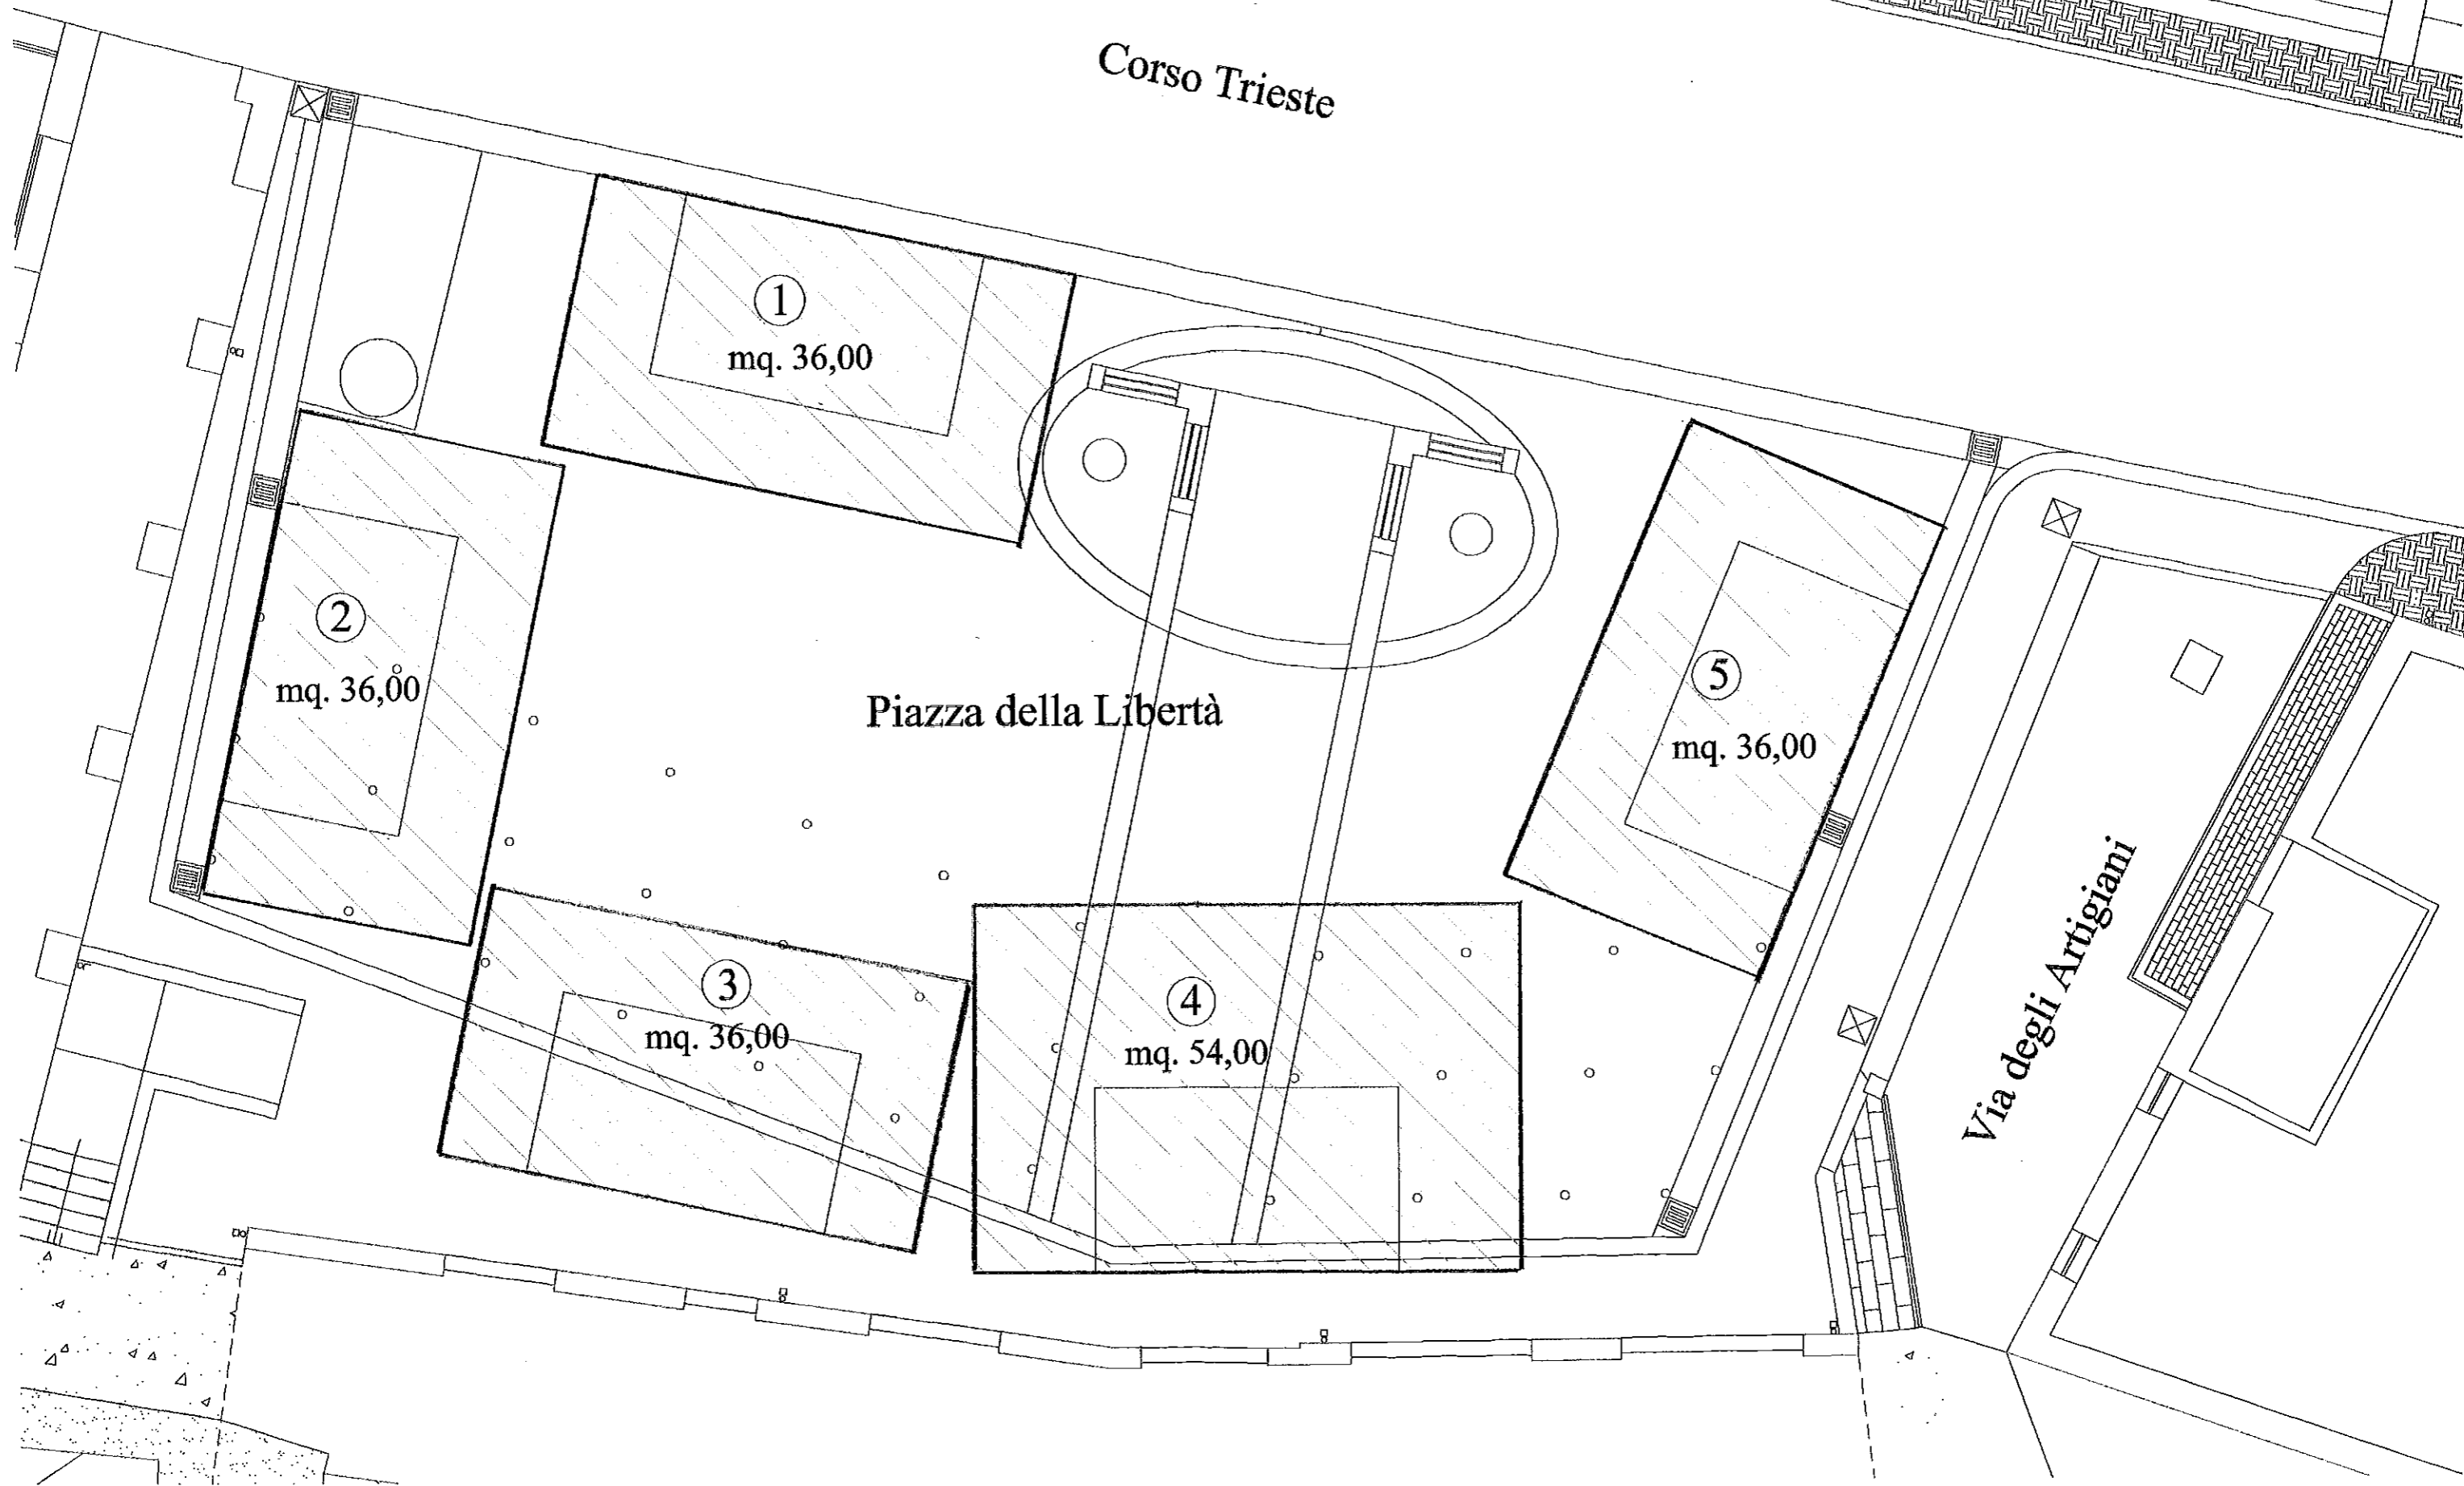 Corso Trieste
1
mq. 36,00
2
mq. 36,00
Piazza della Libertà
5
mq. 36,00
3
mq. 36,00
4
mq. 54,00
Via degli Artigiani